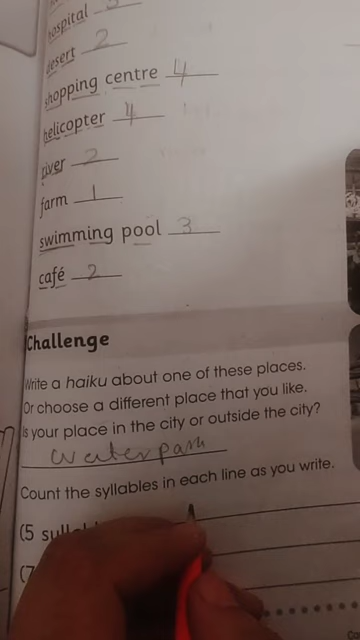 hospital 3
desert 2
shopping centre 4
helicopter 4
river 2
farm 1
swimming pool 3
café 2
Challenge
Write a haiku about one of these places.
Or choose a different place that you like.
Is your place in the city or outside the city?
waterpark
Count the syllables in each line as you write.
(5
(7